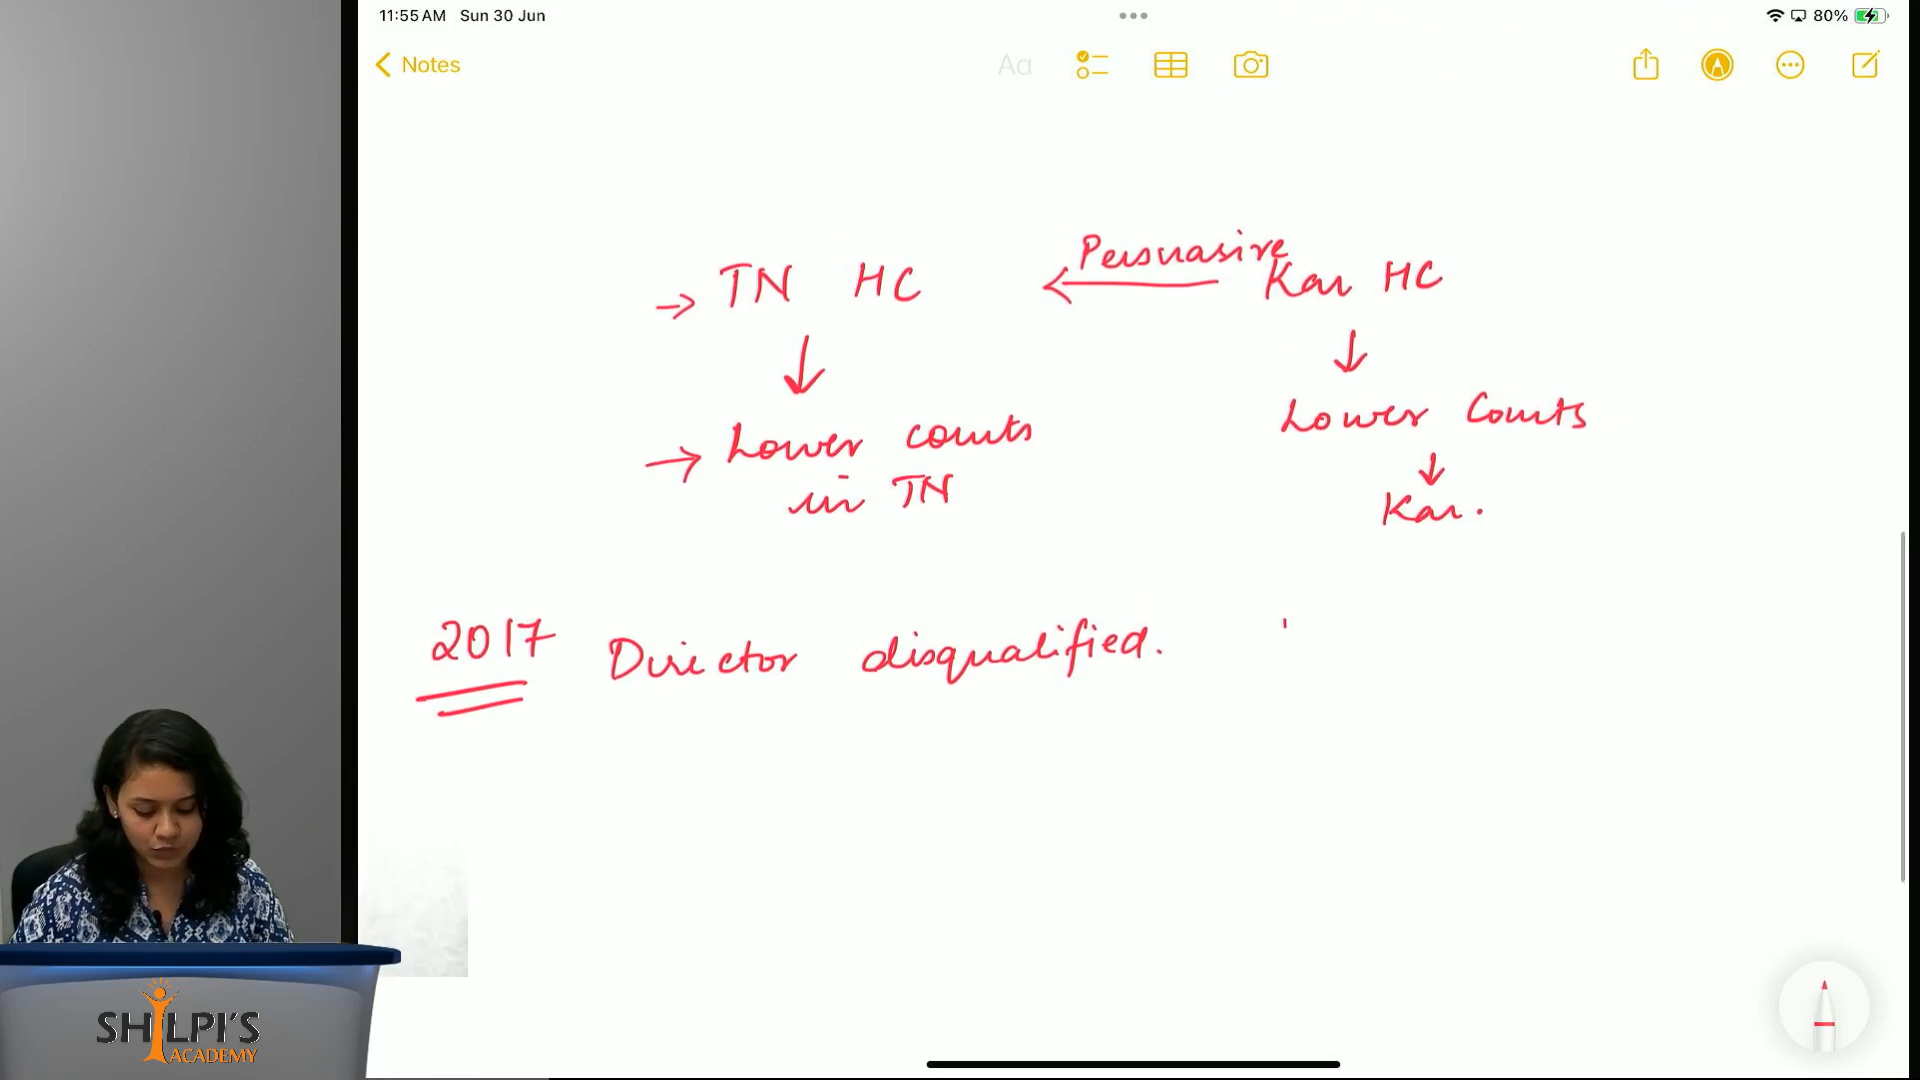 11:55 AM Sun 30 Jun
80%
Notes
Aa
Persuasive
→ TN HC ← Kar HC
↓ ↓
→ Lower courts
in TN
Lower Courts
↓
Kar.
2017 Director disqualified.
SHILPI'S
ACADEMY